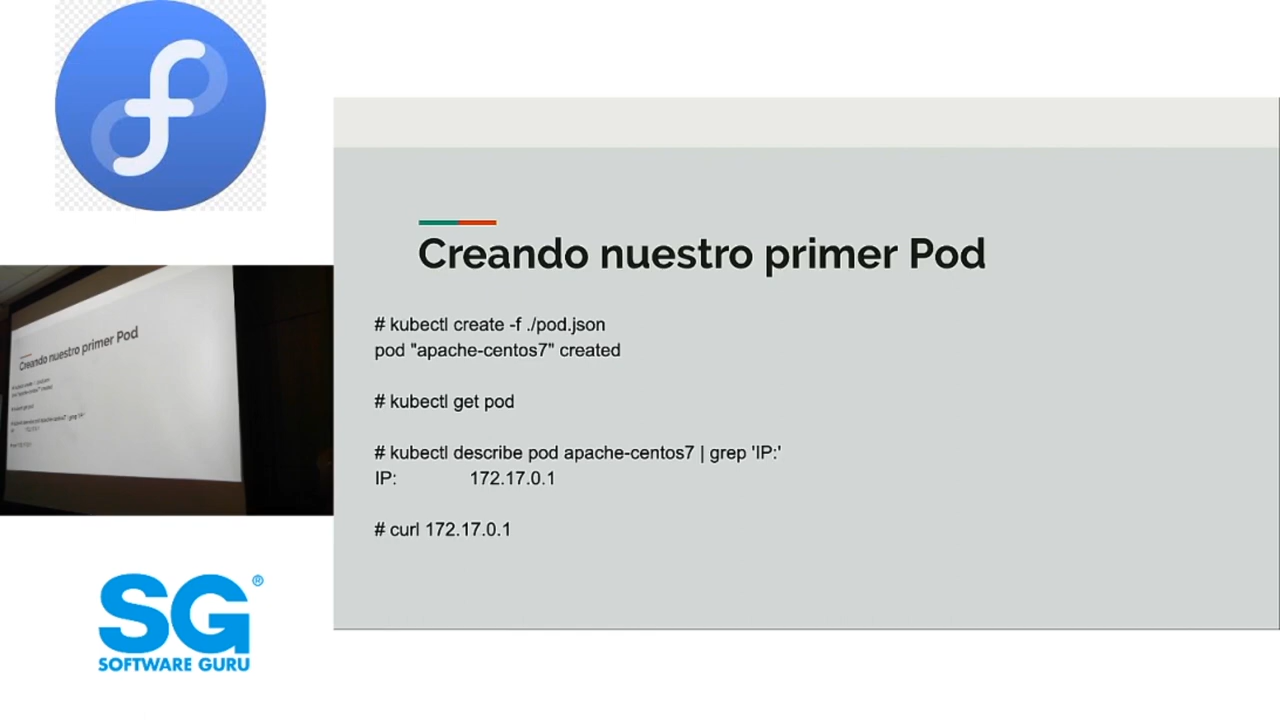 Creando nuestro primer Pod
# kubectl create -f ./pod.json
pod "apache-centos7" created
# kubectl get pod
# kubectl describe pod apache-centos7 | grep 'IP:'
IP: 172.17.0.1
# curl 172.17.0.1
Creando nuestro primer Pod
SG®
SOFTWARE GURU